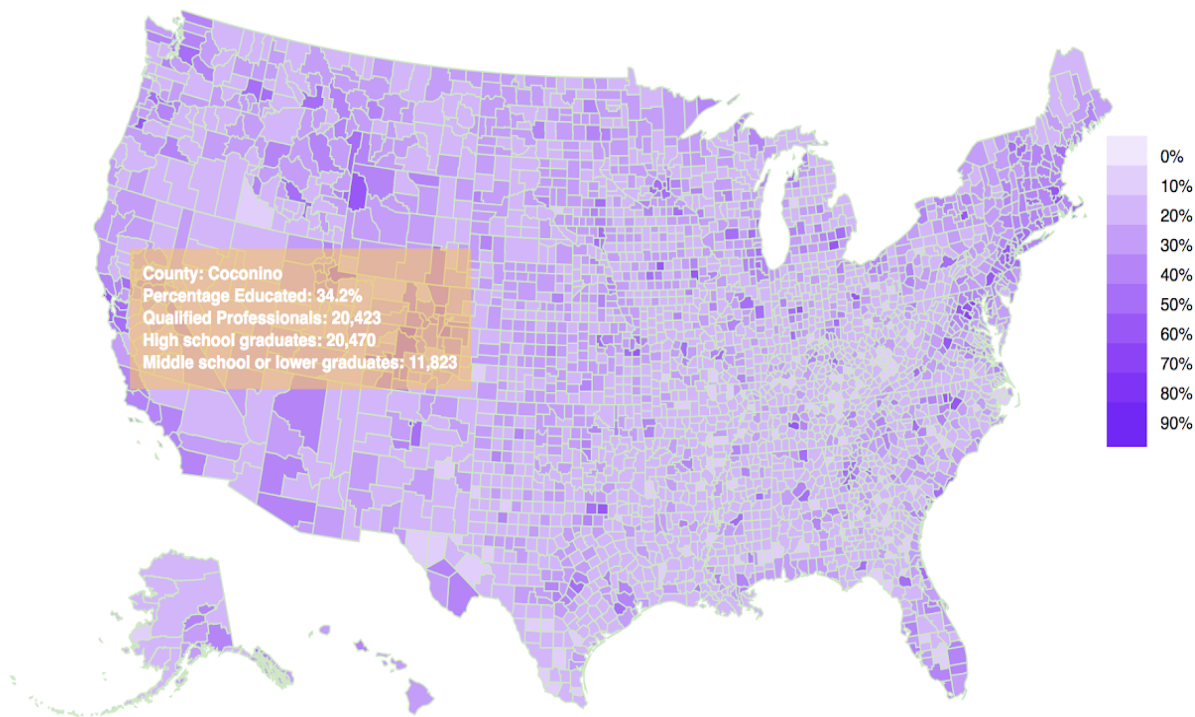 County: Coconino
Percentage Educated: 34.2%
Qualified Professionals: 20,423
High school graduates: 20,470
Middle school or lower graduates: 11,823
0%
10%
20%
30%
40%
50%
60%
70%
80%
90%